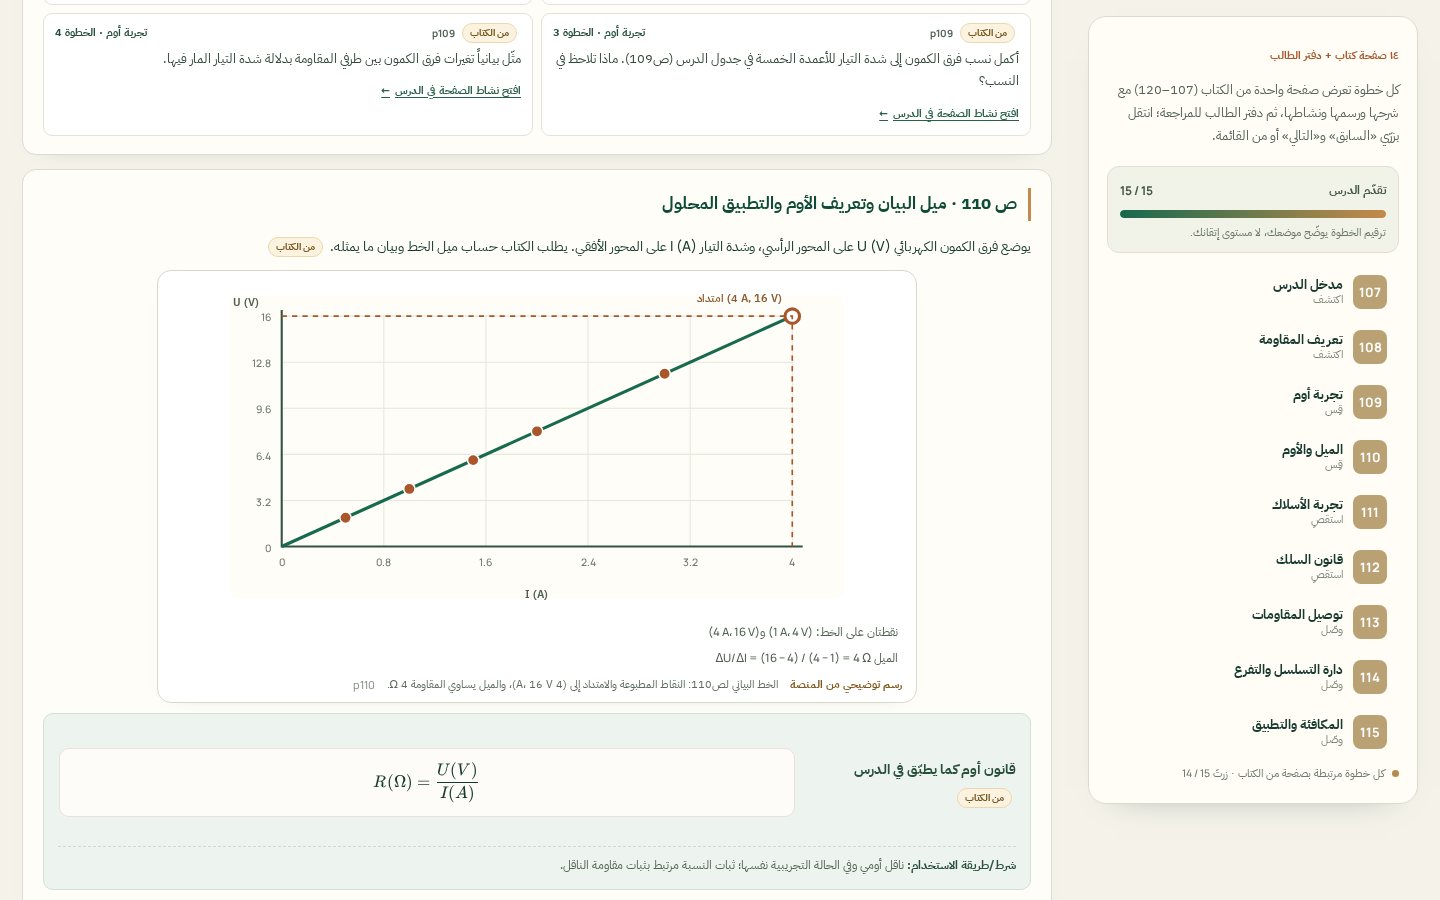 ١٤ صفحة كتاب + دفتر الطالب
كل خطوة تعرض صفحة واحدة من الكتاب (107–120) مع
شرحها ورسمها ونشاطها، ثم دفتر الطالب للمراجعة؛ انتقل
بزرّي «السابق» و«التالي» أو من القائمة.
تقدّم الدرس
15 / 15
ترقيم الخطوة يوضّح موضعك، لا مستوى إتقانك.
107
مدخل الدرس
اكتشف
108
تعريف المقاومة
اكتشف
109
تجربة أوم
قِس
110
الميل والأوم
قِس
111
تجربة الأسلاك
استقصِ
112
قانون السلك
استقصِ
113
توصيل المقاومات
وصّل
114
دارة التسلسل والتفرع
وصّل
115
المكافئة والتطبيق
وصّل
كل خطوة مرتبطة بصفحة من الكتاب · زرتَ 15 / 14
تجربة أوم · الخطوة 3
من الكتاب p109
أكمل نسب فرق الكمون إلى شدة التيار للأعمدة الخمسة في جدول الدرس (ص109). ماذا تلاحظ في
النسب؟
افتح نشاط الصفحة في الدرس ←
تجربة أوم · الخطوة 4
من الكتاب p109
مثّل بيانياً تغيرات فرق الكمون بين طرفي المقاومة بدلالة شدة التيار المار فيها.
افتح نشاط الصفحة في الدرس ←
ص 110 · ميل البيان وتعريف الأوم والتطبيق المحلول
يوضع فرق الكمون الكهربائي U (V) على المحور الرأسي، وشدة التيار I (A) على المحور الأفقي. يطلب الكتاب حساب ميل الخط وبيان ما يمثله. من الكتاب
U (V)
امتداد (4 A, 16 V)
16
12.8
9.6
6.4
3.2
0
0 0.8 1.6 2.4 3.2 4
I (A)
نقطتان على الخط: (1 A، 4 V) و(4 A، 16 V)
الميل ΔU/ΔI = (16 − 4) / (4 − 1) = 4 Ω
رسم توضيحي من المنصة الخط البياني لص110: النقاط المطبوعة والامتداد إلى (4 A، 16 V)، والميل يساوي المقاومة 4 Ω. p110
قانون أوم كما يطبّق في الدرس
من الكتاب
R(Ω) = U(V) / I(A)
شرط/طريقة الاستخدام: ناقل أومي وفي الحالة التجريبية نفسها؛ ثبات النسبة مرتبط بثبات مقاومة الناقل.